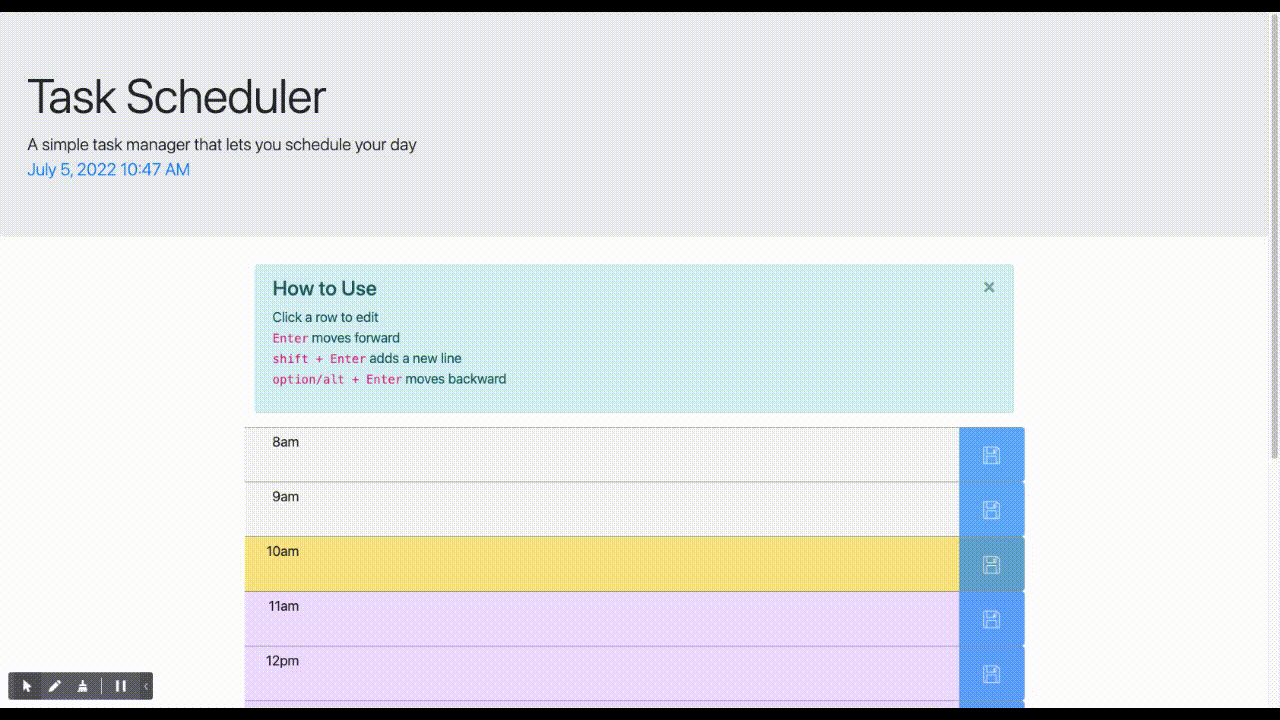 Task Scheduler
A simple task manager that lets you schedule your day
July 5, 2022 10:47 AM
How to Use
×
Click a row to edit
Enter moves forward
shift + Enter adds a new line
option/alt + Enter moves backward
8am
9am
10am
11am
12pm